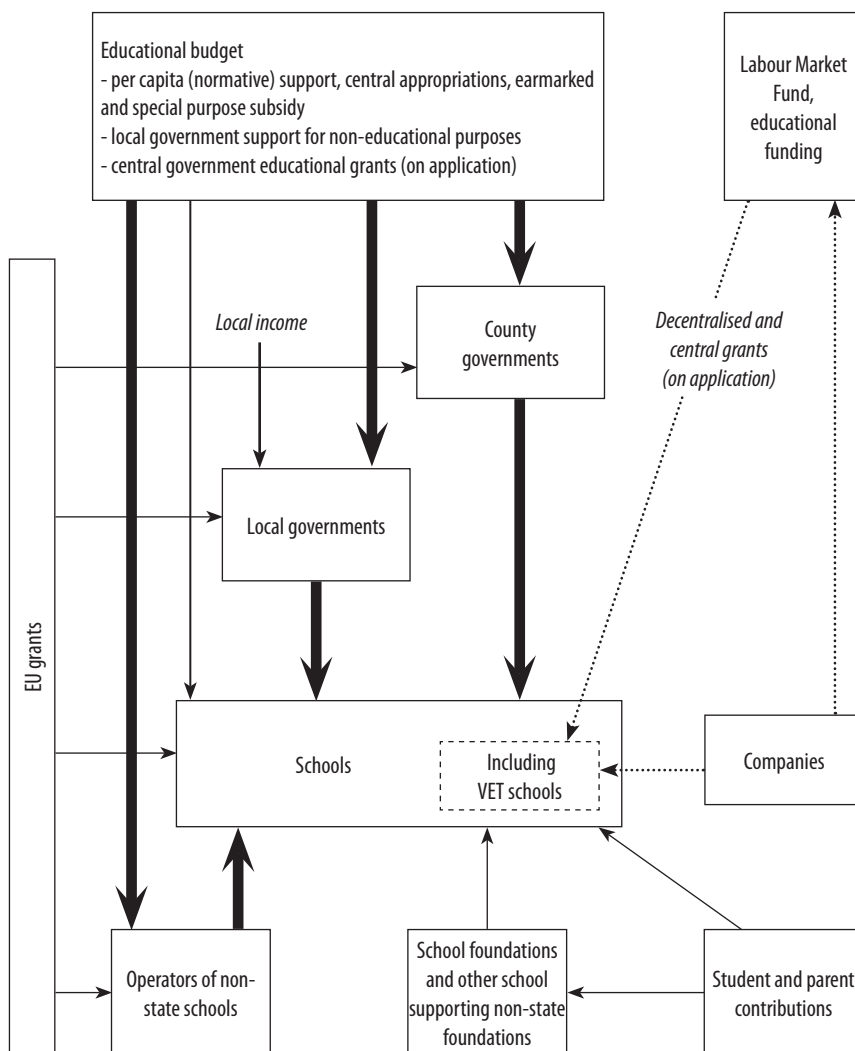 Educational budget
- per capita (normative) support, central appropriations, earmarked
and special purpose subsidy
- local government support for non-educational purposes
- central government educational grants (on application)
Labour Market
Fund,
educational
funding
Local income
County
governments
Decentralised and
central grants
(on application)
Local governments
EU grants
Schools
Including
VET schools
Companies
Operators of non-
state schools
School foundations
and other school
supporting non-state
foundations
Student and parent
contributions